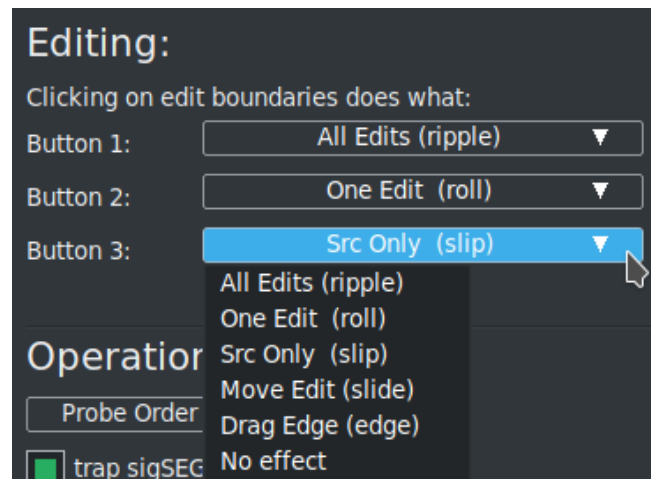 Editing:
Clicking on edit boundaries does what:
Button 1: All Edits (ripple)
Button 2: One Edit (roll)
Button 3: Src Only (slip)
All Edits (ripple)
One Edit (roll)
Src Only (slip)
Move Edit (slide)
Drag Edge (edge)
No effect
Operation
Probe Order
trap sigSEG